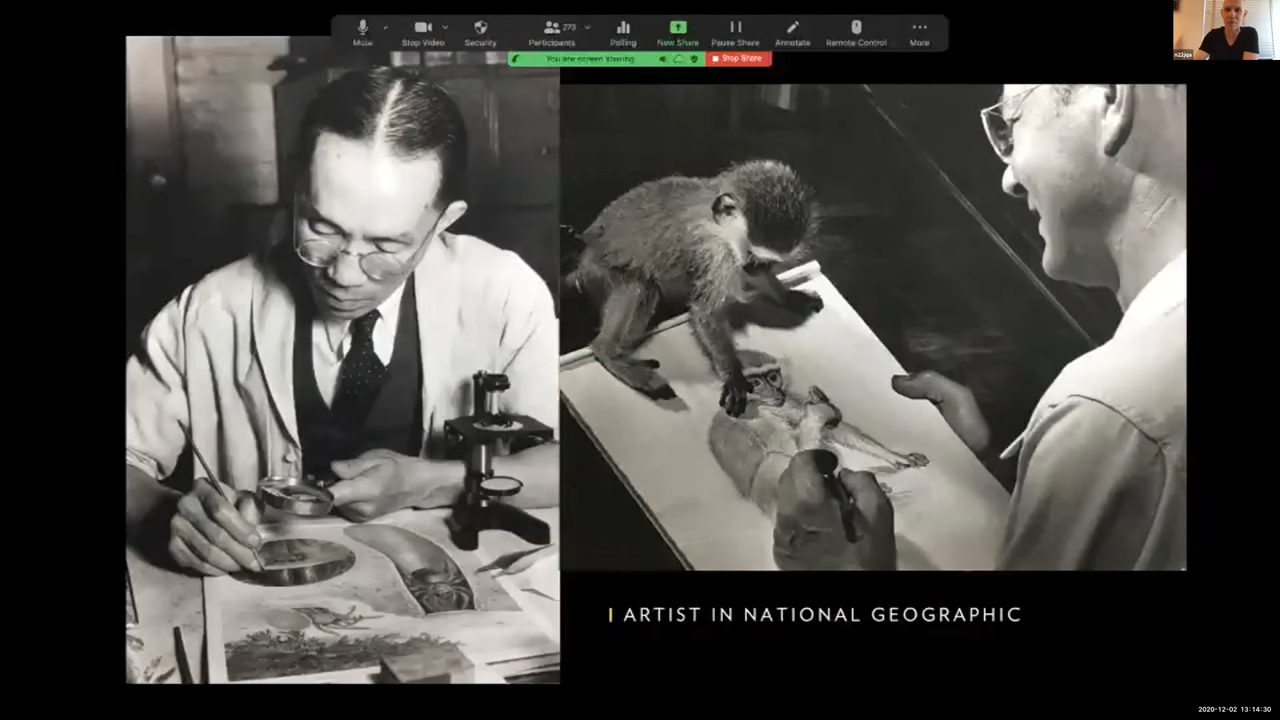 273
Mute
Stop Video
Security
Participants
Polling
New Share
Pause Share
Annotate
Remote Control
More
You are screen sharing
Stop Share
ARTIST IN NATIONAL GEOGRAPHIC
2020-12-02 13:14:30